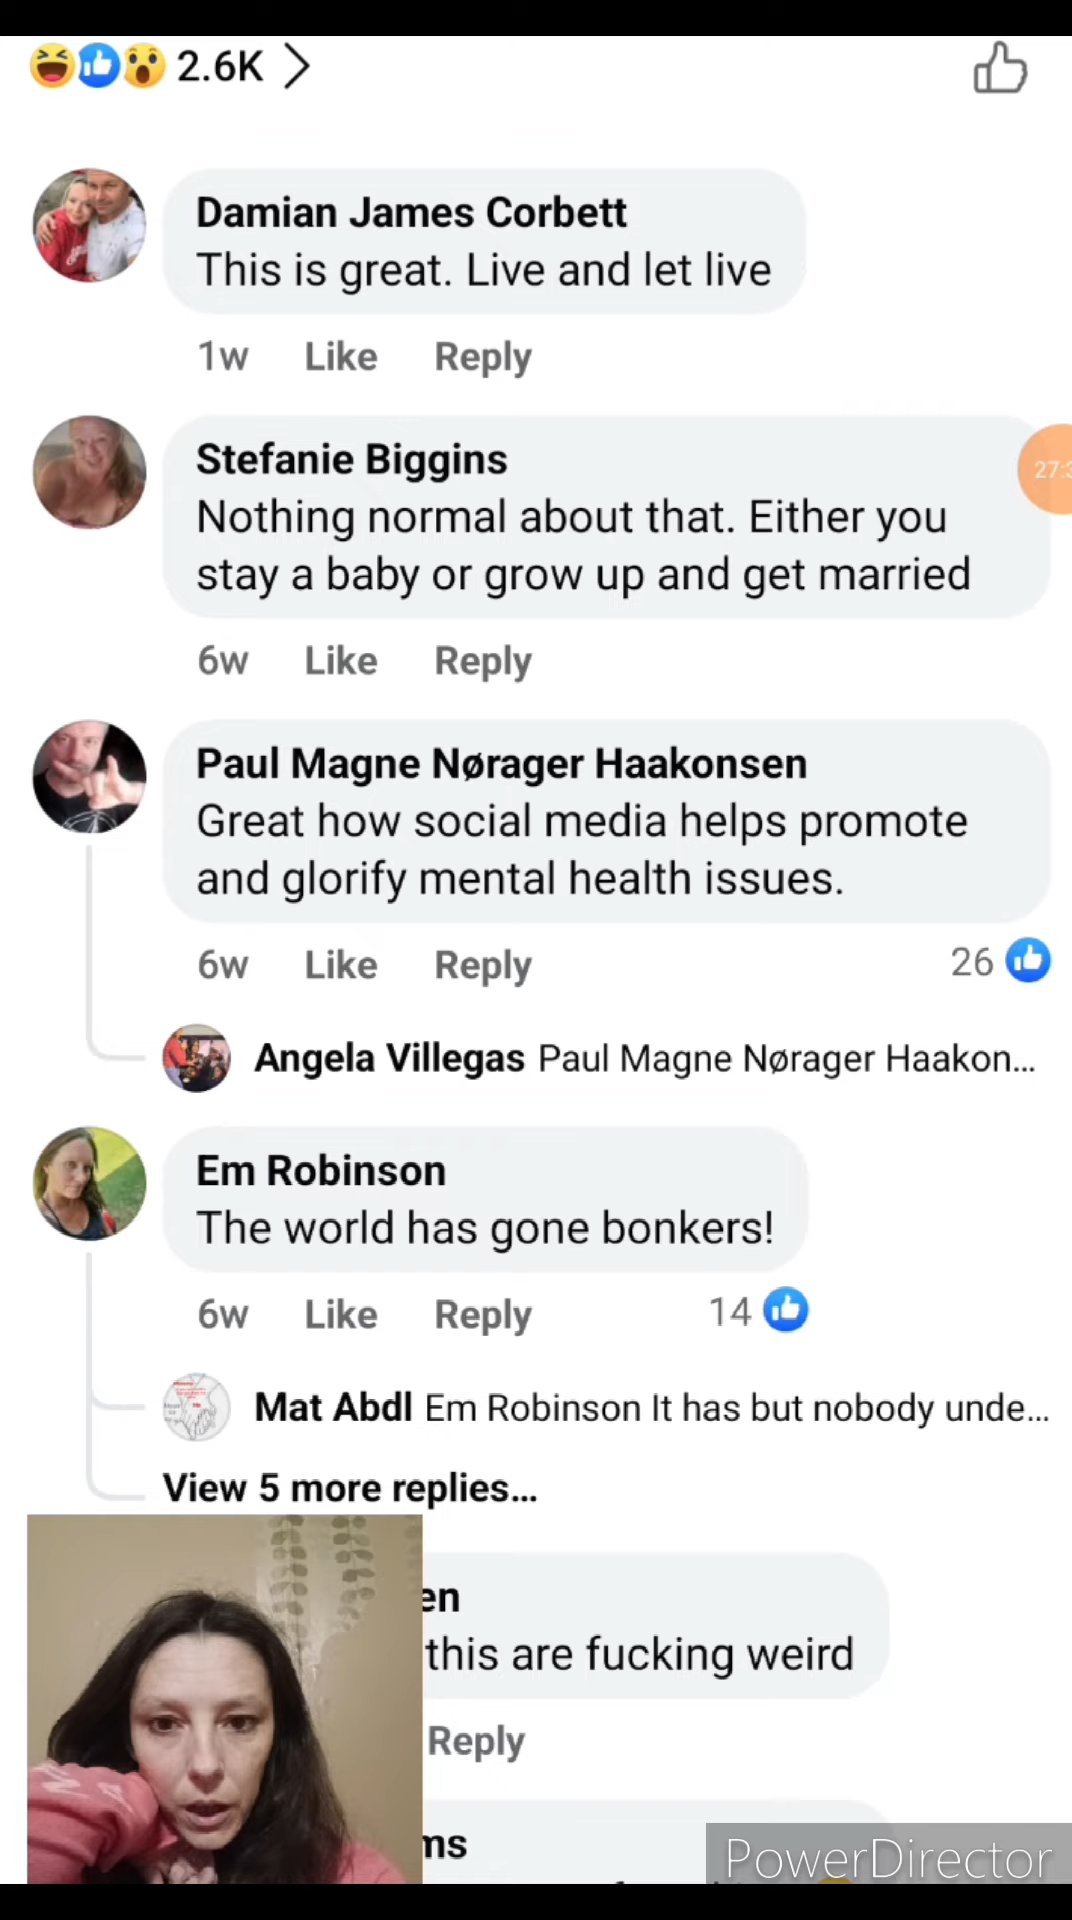 2.6K
Damian James Corbett
This is great. Live and let live
1w Like Reply
Stefanie Biggins
27:3
Nothing normal about that. Either you
stay a baby or grow up and get married
6w Like Reply
Paul Magne Nørager Haakonsen
Great how social media helps promote
and glorify mental health issues.
6w Like Reply 26
Angela Villegas Paul Magne Nørager Haakon...
Em Robinson
The world has gone bonkers!
6w Like Reply 14
Mat Abdl Em Robinson It has but nobody unde...
View 5 more replies...
en
this are fucking weird
Reply
ms
PowerDirector